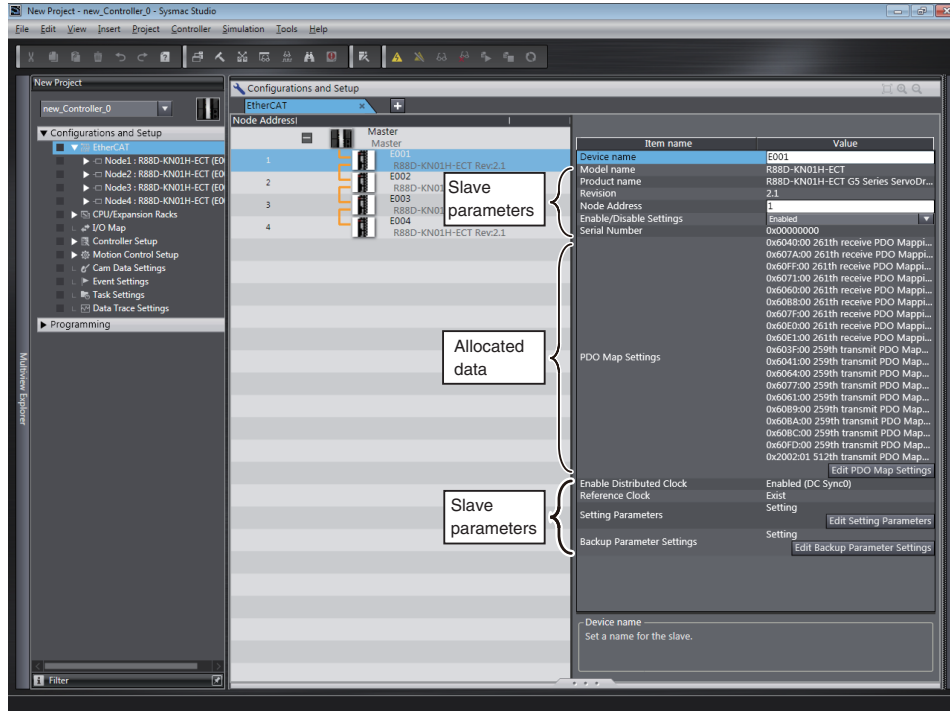 New Project - new_Controller_0 - Sysmac Studio
File Edit View Insert Project Controller Simulation Tools Help
Multiview Explorer
New Project
new_Controller_0
Configurations and Setup
EtherCAT
Node1 : R88D-KN01H-ECT (E00
Node2 : R88D-KN01H-ECT (E00
Node3 : R88D-KN01H-ECT (E00
Node4 : R88D-KN01H-ECT (E00
CPU/Expansion Racks
I/O Map
Controller Setup
Motion Control Setup
Cam Data Settings
Event Settings
Task Settings
Data Trace Settings
Programming
Filter
Configurations and Setup
EtherCAT
Node Address
Master
Master
1 E001
R88D-KN01H-ECT Rev:2.1
2 E002
R88D-KN01
3 E003
R88D-KN01
4 E004
R88D-KN01H-ECT Rev:2.1
Slave
parameters
Allocated
data
Slave
parameters
Item name Value
Device name E001
Model name R88D-KN01H-ECT
Product name R88D-KN01H-ECT G5 Series ServoDr...
Revision 2.1
Node Address 1
Enable/Disable Settings Enabled
Serial Number 0x00000000
PDO Map Settings
0x6040:00 261th receive PDO Mappi...
0x607A:00 261th receive PDO Mappi...
0x60FF:00 261th receive PDO Mappi...
0x6071:00 261th receive PDO Mappi...
0x6060:00 261th receive PDO Mappi...
0x60B8:00 261th receive PDO Mappi...
0x607F:00 261th receive PDO Mappi...
0x60E0:00 261th receive PDO Mappi...
0x60E1:00 261th receive PDO Mappi...
0x603F:00 259th transmit PDO Map...
0x6041:00 259th transmit PDO Map...
0x6064:00 259th transmit PDO Map...
0x6077:00 259th transmit PDO Map...
0x6061:00 259th transmit PDO Map...
0x60B9:00 259th transmit PDO Map...
0x60BA:00 259th transmit PDO Map...
0x60BC:00 259th transmit PDO Map...
0x60FD:00 259th transmit PDO Map...
0x2002:01 512th transmit PDO Map...
Edit PDO Map Settings
Enable Distributed Clock Enabled (DC Sync0)
Reference Clock Exist
Setting Parameters Setting
Edit Setting Parameters
Backup Parameter Settings Setting
Edit Backup Parameter Settings
Device name
Set a name for the slave.